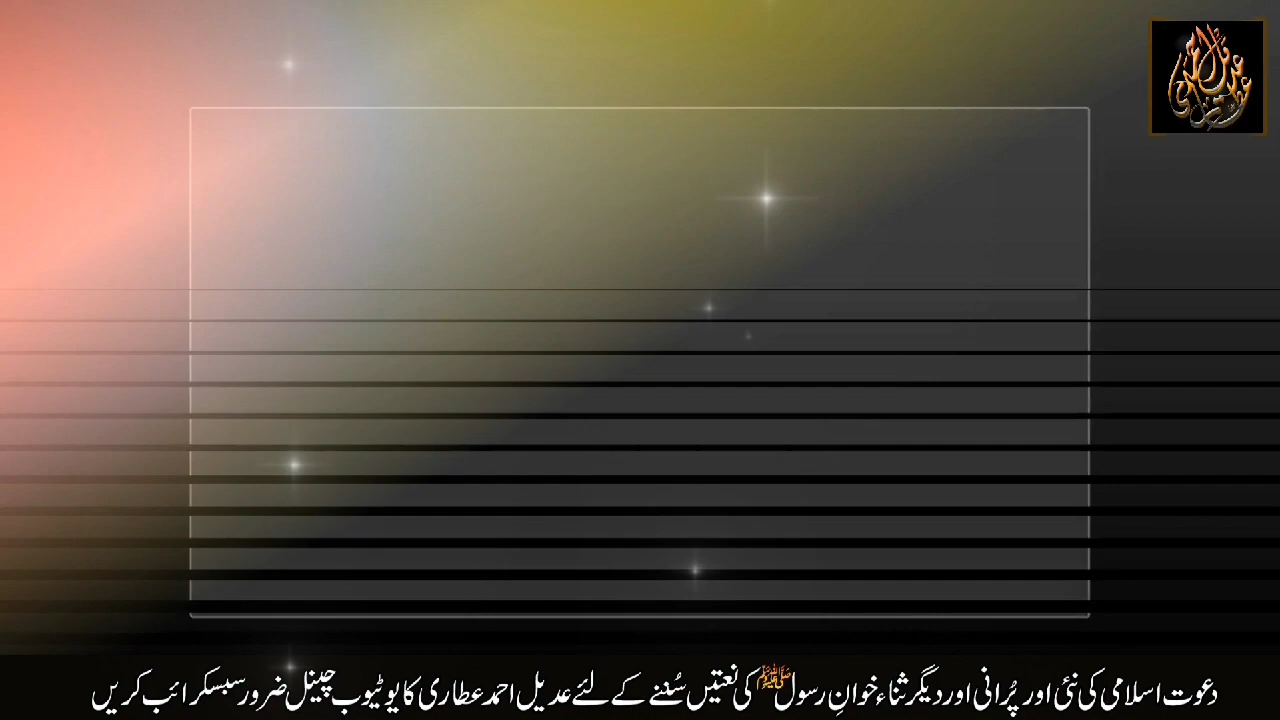 دعوت اسلامی کی نئی اور پُرانی اور دیگر ثناء خوانِ رسول ﷺ کی نعتیں سُننے کے لئے عدیل احمد عطاری کا یوٹیوب چینل ضرور سبسکرائب کریں